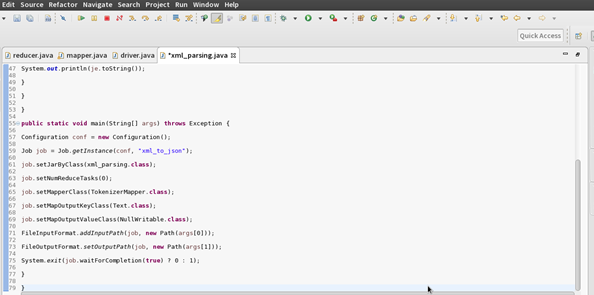 Edit Source Refactor Navigate Search Project Run Window Help
Quick Access
reducer.java mapper.java driver.java *xml_parsing.java
47 System.out.println(je.toString());
48
49 }
50
51 }
52
53 }
54
55 public static void main(String[] args) throws Exception {
56
57 Configuration conf = new Configuration();
58
59 Job job = Job.getInstance(conf, "xml_to_json");
60
61 job.setJarByClass(xml_parsing.class);
62
63 job.setNumReduceTasks(0);
64
65 job.setMapperClass(TokenizerMapper.class);
66
67 job.setMapOutputKeyClass(Text.class);
68
69 job.setMapOutputValueClass(NullWritable.class);
70
71 FileInputFormat.addInputPath(job, new Path(args[0]));
72
73 FileOutputFormat.setOutputPath(job, new Path(args[1]));
74
75 System.exit(job.waitForCompletion(true) ? 0 : 1);
76
77 }
78
79 }